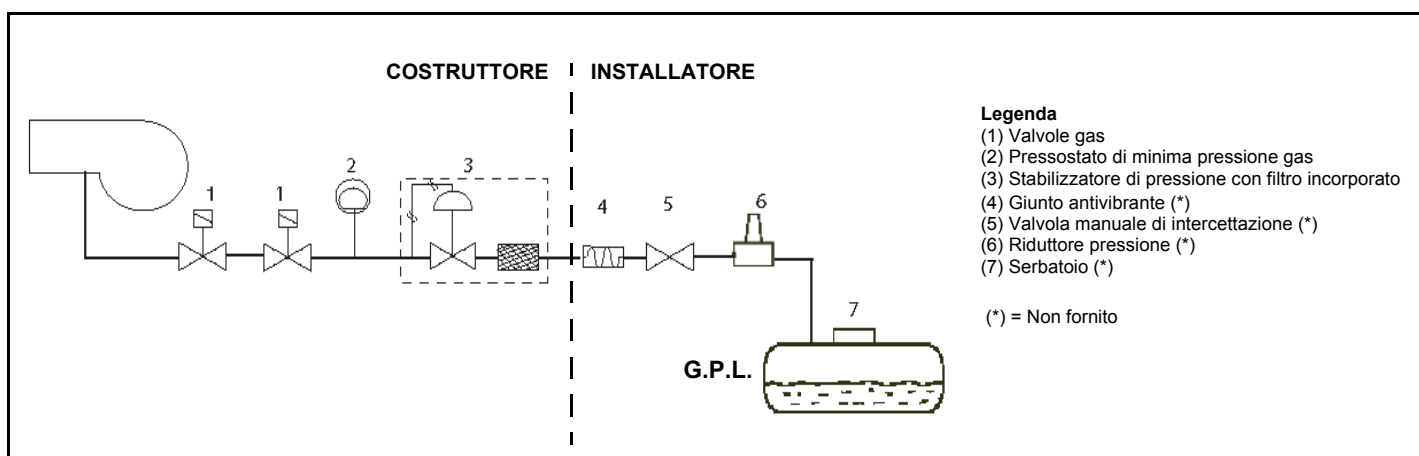 COSTRUTTORE INSTALLATORE
Legenda
(1) Valvole gas
(2) Pressostato di minima pressione gas
(3) Stabilizzatore di pressione con filtro incorporato
(4) Giunto antivibrante (*)
(5) Valvola manuale di intercettazione (*)
(6) Riduttore pressione (*)
(7) Serbatoio (*)
(*) = Non fornito
1 1 2 3 4 5 6
7
G.P.L.